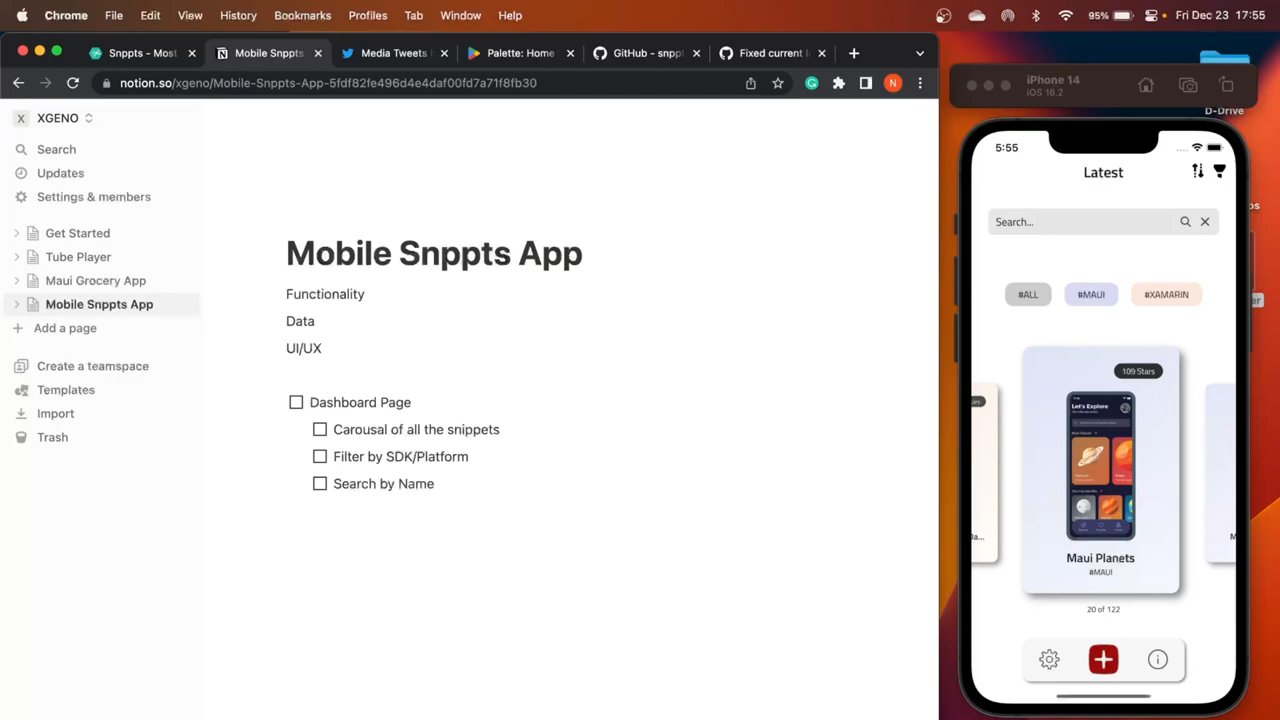 Chrome File Edit View History Bookmarks Profiles Tab Window Help 95% Fri Dec 23 17:55
Snppts - Most Mobile Snppts Media Tweets Palette: Home GitHub - snppt Fixed current l
notion.so/xgeno/Mobile-Snppts-App-5fdf82fe496d4e4daf00fd7a71f8fb30 N
X XGENO
Search
Updates
Settings & members
Get Started
Tube Player
Maui Grocery App
Mobile Snppts App
Add a page
Create a teamspace
Templates
Import
Trash
Mobile Snppts App
Functionality
Data
UI/UX
Dashboard Page
Carousal of all the snippets
Filter by SDK/Platform
Search by Name
iPhone 14
iOS 16.2
D-Drive
5:55
Latest
Search...
#ALL #MAUI #XAMARIN
109 Stars
Let's Explore
Maui Planets
#MAUI
20 of 122